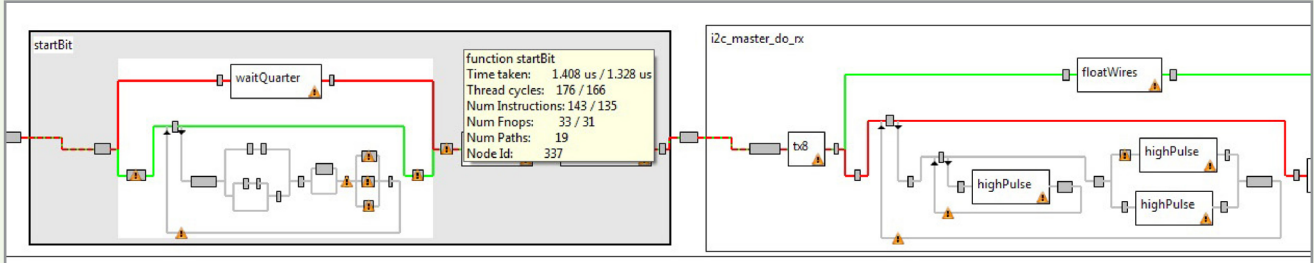 startBit
waitQuarter
function startBit
Time taken: 1.408 us / 1.328 us
Thread cycles: 176 / 166
Num Instructions: 143 / 135
Num Fnops: 33 / 31
Num Paths: 19
Node Id: 337
i2c_master_do_rx
floatWires
tx8
highPulse
highPulse
highPulse